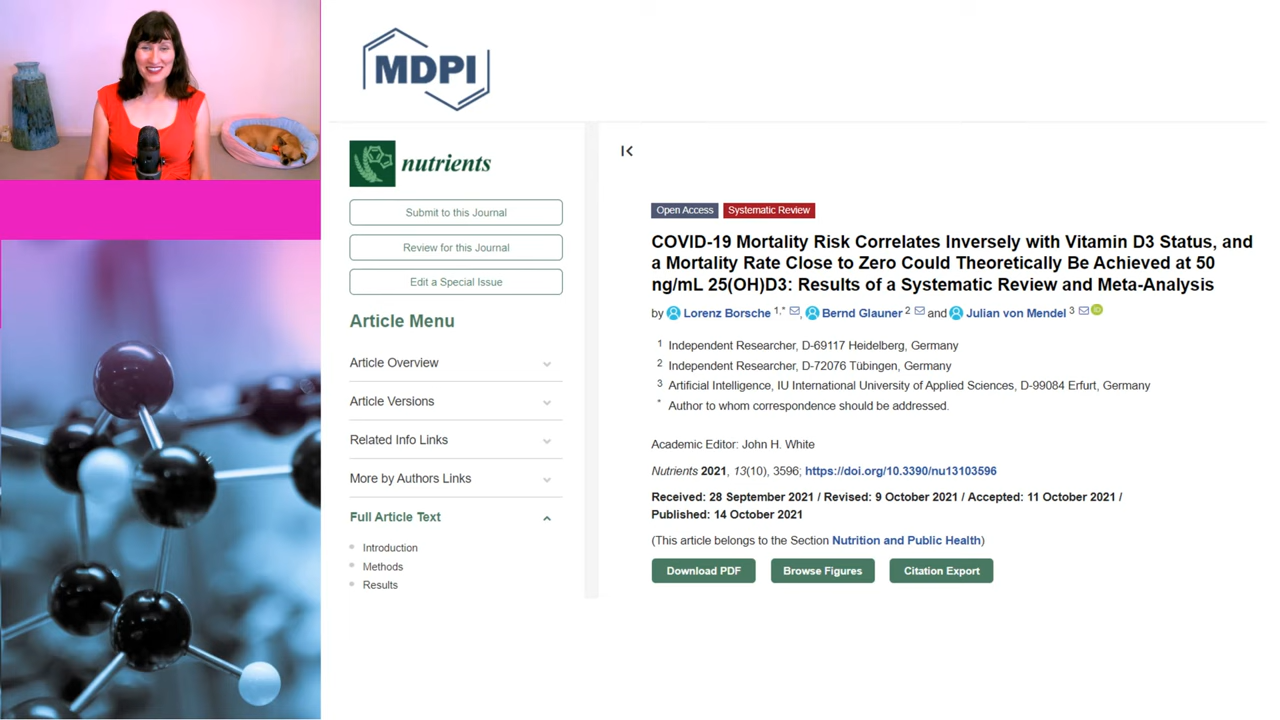 MDPI
nutrients
Submit to this Journal
Review for this Journal
Edit a Special Issue
Article Menu
Article Overview
Article Versions
Related Info Links
More by Authors Links
Full Article Text
Introduction
Methods
Results
Open Access
Systematic Review
COVID-19 Mortality Risk Correlates Inversely with Vitamin D3 Status, and
a Mortality Rate Close to Zero Could Theoretically Be Achieved at 50
ng/mL 25(OH)D3: Results of a Systematic Review and Meta-Analysis
by Lorenz Borsche 1,* , Bernd Glauner 2 and Julian von Mendel 3 iD
1 Independent Researcher, D-69117 Heidelberg, Germany
2 Independent Researcher, D-72076 Tübingen, Germany
3 Artificial Intelligence, IU International University of Applied Sciences, D-99084 Erfurt, Germany
* Author to whom correspondence should be addressed.
Academic Editor: John H. White
Nutrients 2021, 13(10), 3596; https://doi.org/10.3390/nu13103596
Received: 28 September 2021 / Revised: 9 October 2021 / Accepted: 11 October 2021 /
Published: 14 October 2021
(This article belongs to the Section Nutrition and Public Health)
Download PDF
Browse Figures
Citation Export